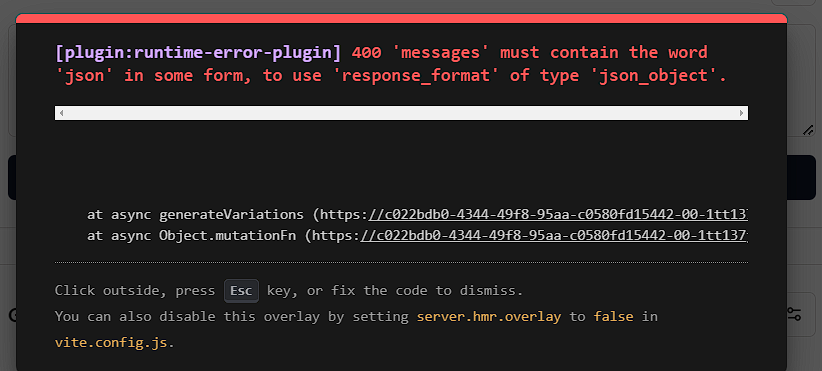 [plugin:runtime-error-plugin] 400 'messages' must contain the word
'json' in some form, to use 'response_format' of type 'json_object'.
at async generateVariations (https://c022bdb0-4344-49f8-95aa-c0580fd15442-00-1tt137
at async Object.mutationFn (https://c022bdb0-4344-49f8-95aa-c0580fd15442-00-1tt137
Click outside, press Esc key, or fix the code to dismiss.
You can also disable this overlay by setting server.hmr.overlay to false in
vite.config.js.